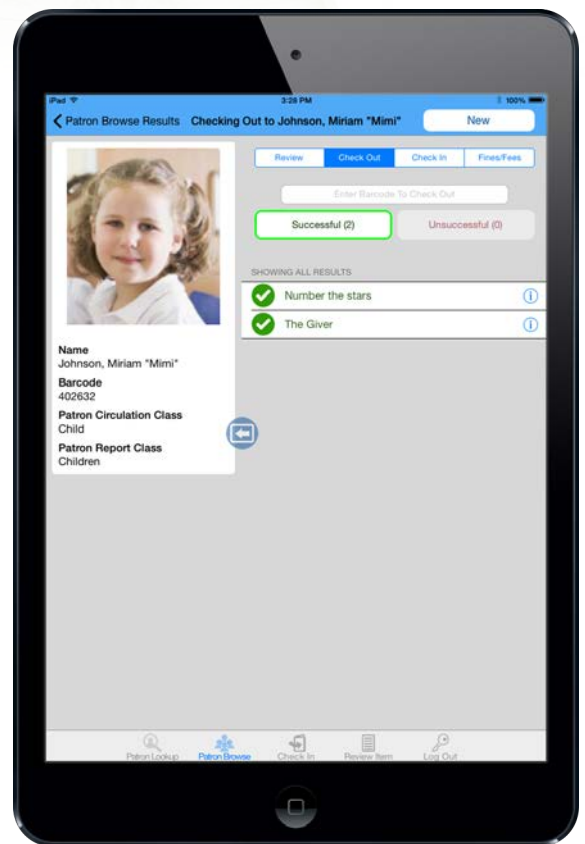 iPad 3:28 PM 100%
Patron Browse Results Checking Out to Johnson, Miriam "Mimi" New
Review Check Out Check In Fines/Fees
Enter Barcode To Check Out
Successful (2) Unsuccessful (0)
SHOWING ALL RESULTS
Number the stars
The Giver
Name
Johnson, Miriam "Mimi"
Barcode
402632
Patron Circulation Class
Child
Patron Report Class
Children
Patron Lookup Patron Browse Check In Review Item Log Out